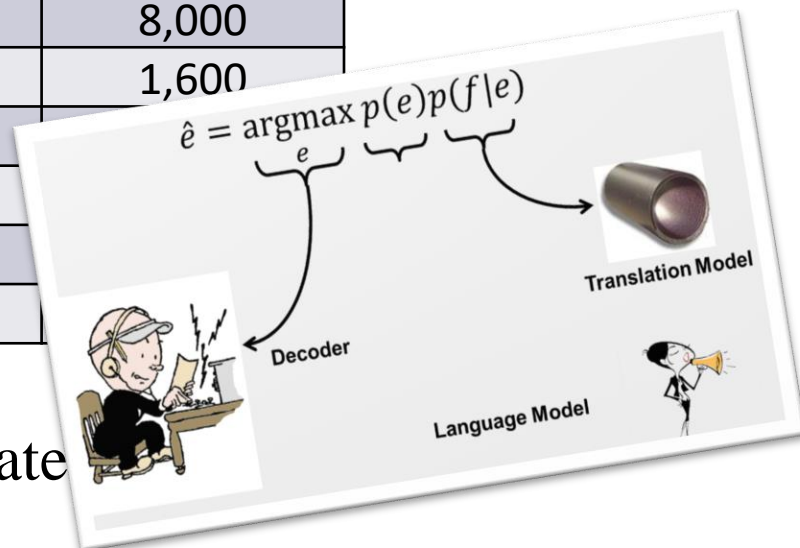 8,000
1,600
ê = argmax p(e)p(f|e)
e
Translation Model
Decoder
Language Model
ate